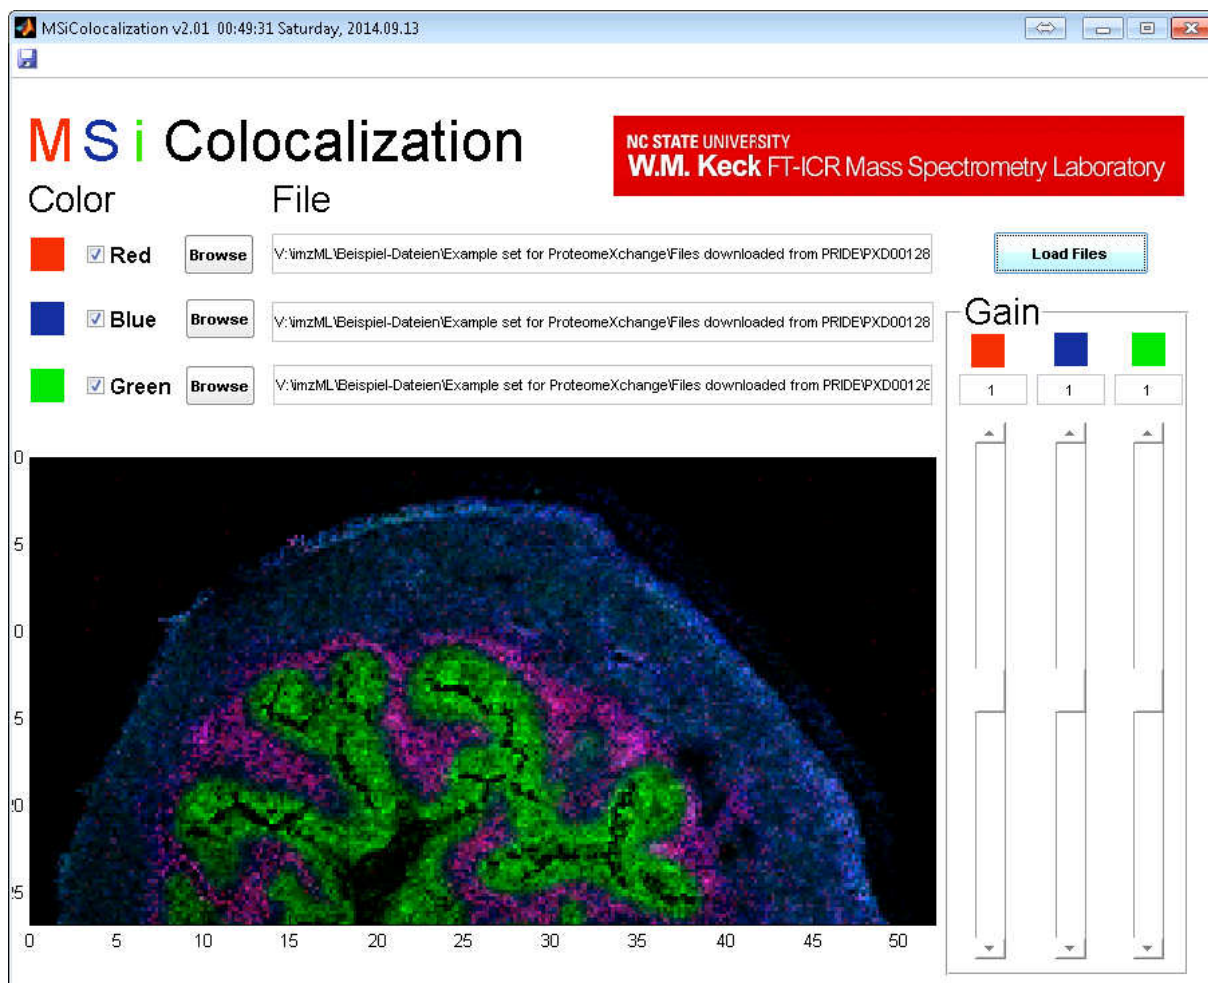 MSiColocalization v2.01  00:49:31 Saturday, 2014.09.13
M S i Colocalization
NC STATE UNIVERSITY
W.M. Keck FT-ICR Mass Spectrometry Laboratory
Color File
Red Browse V:\imzML\Beispiel-Dateien\Example set for ProteomeXchange\Files downloaded from PRIDE\PXD00128 Load Files
Blue Browse V:\imzML\Beispiel-Dateien\Example set for ProteomeXchange\Files downloaded from PRIDE\PXD00128
Gain
Green Browse V:\imzML\Beispiel-Dateien\Example set for ProteomeXchange\Files downloaded from PRIDE\PXD00128
1 1 1
0
5
0
5
20
25
0 5 10 15 20 25 30 35 40 45 50